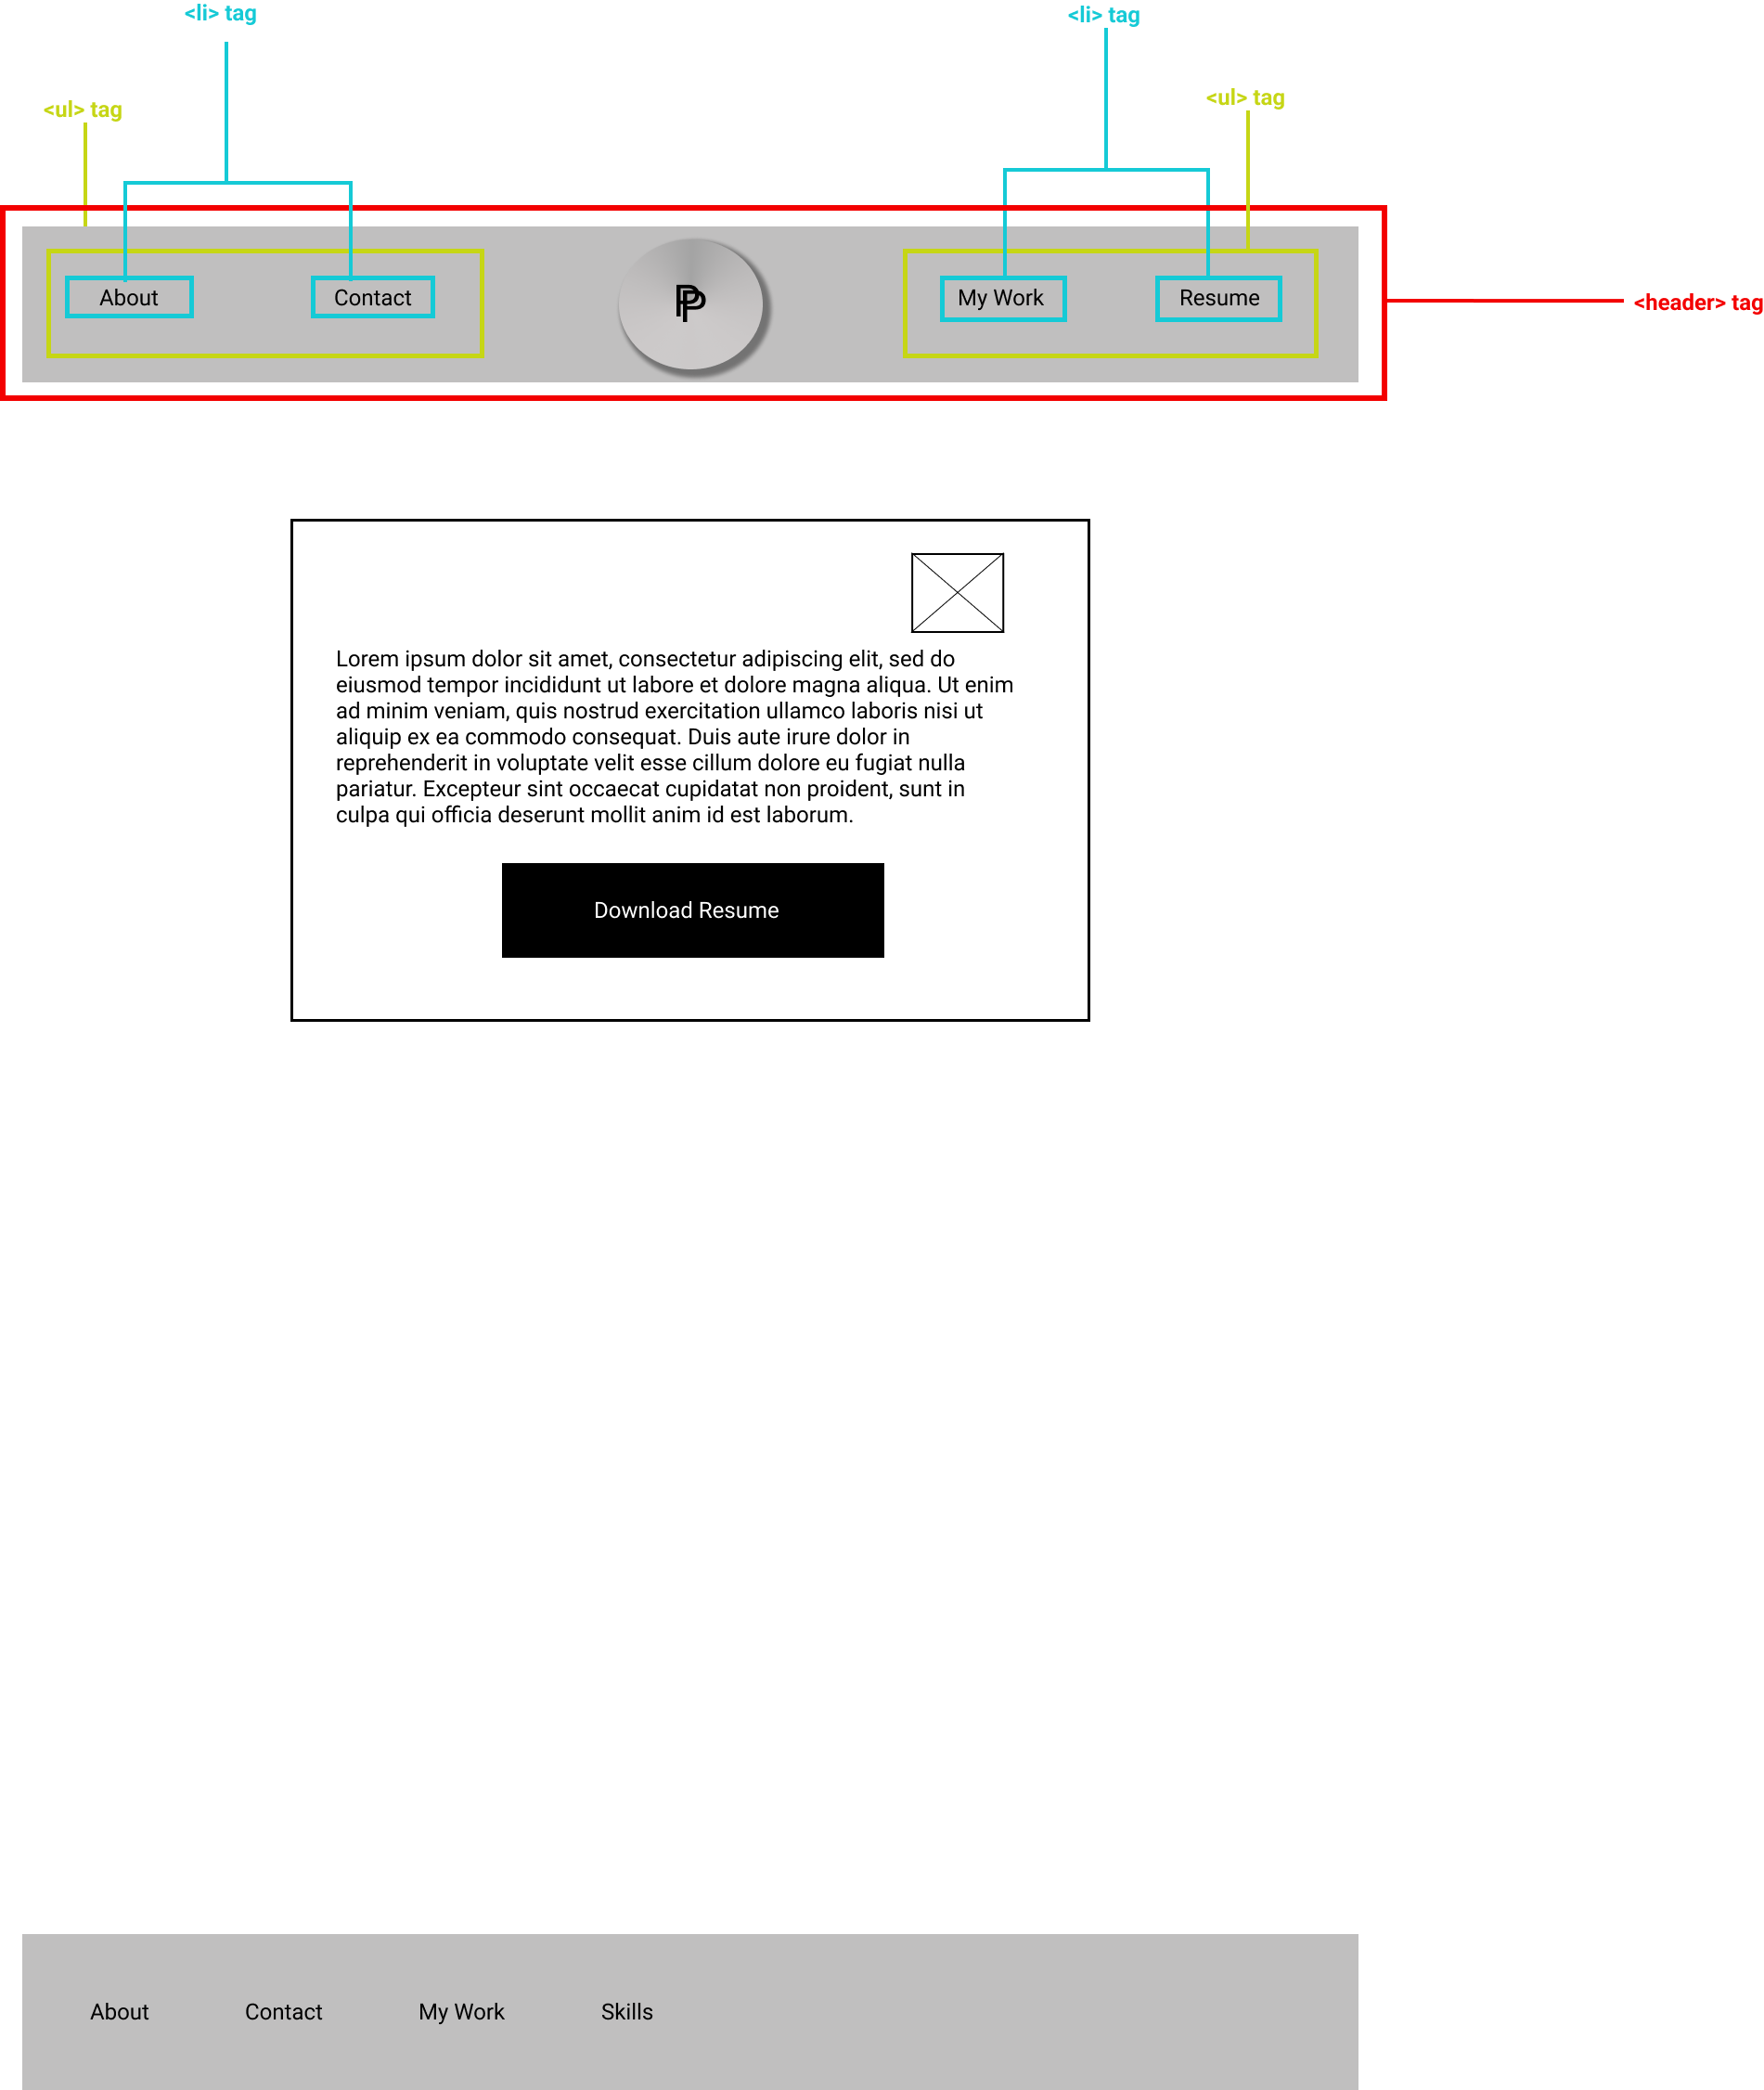 <li> tag
<li> tag
<ul> tag
<ul> tag
About
Contact
PP
My Work
Resume
<header> tag
Lorem ipsum dolor sit amet, consectetur adipiscing elit, sed do
eiusmod tempor incididunt ut labore et dolore magna aliqua. Ut enim
ad minim veniam, quis nostrud exercitation ullamco laboris nisi ut
aliquip ex ea commodo consequat. Duis aute irure dolor in
reprehenderit in voluptate velit esse cillum dolore eu fugiat nulla
pariatur. Excepteur sint occaecat cupidatat non proident, sunt in
culpa qui officia deserunt mollit anim id est laborum.
Download Resume
About
Contact
My Work
Skills